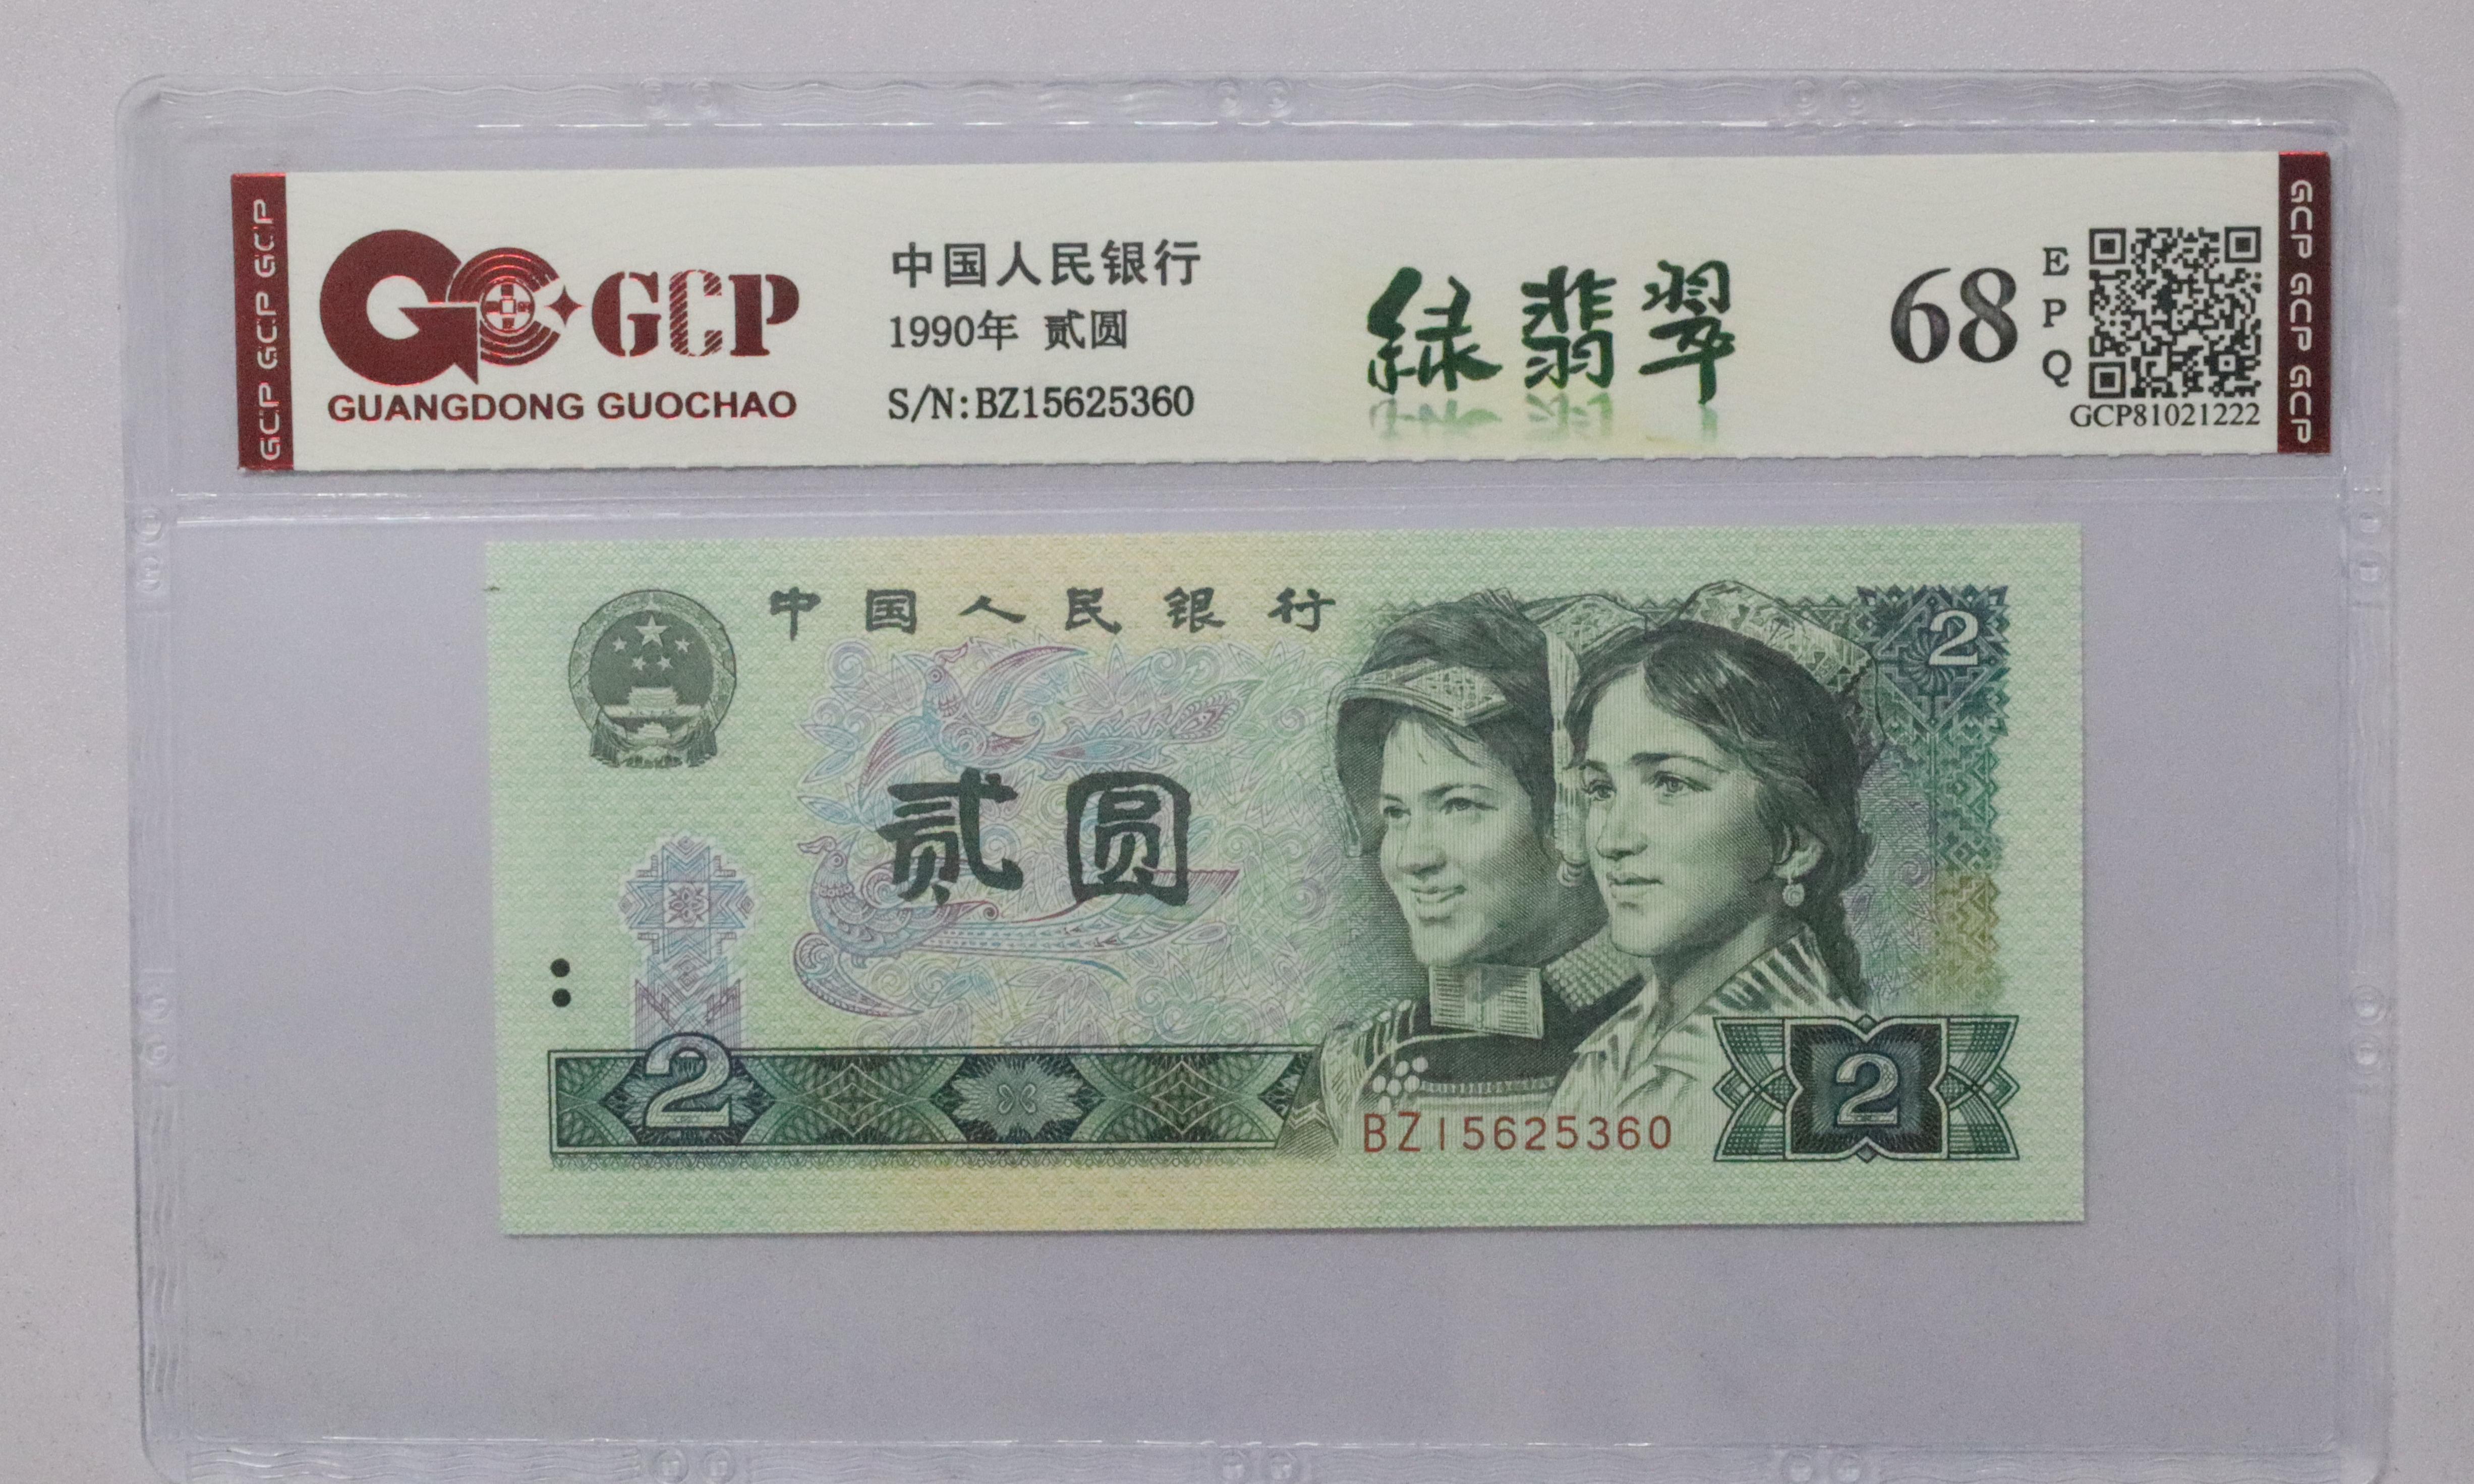 GCP GCP GCP
GCP
GUANGDONG GUOCHAO
中国人民银行
1990年 贰圆
S/N:BZ15625360
绿翡翠
68
E
P
Q
GCP81021222
GCP GCP GCP
中国人民银行
2
贰圆
2
BZ15625360
2